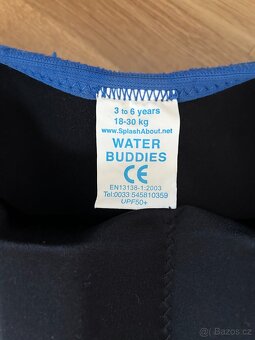 3 to 6 years
18-30 kg
www.SplashAbout.net
WATER
BUDDIES
CE
EN13138-1:2003
Tel:0033:545810359
UPF50+
Bazoš.cz